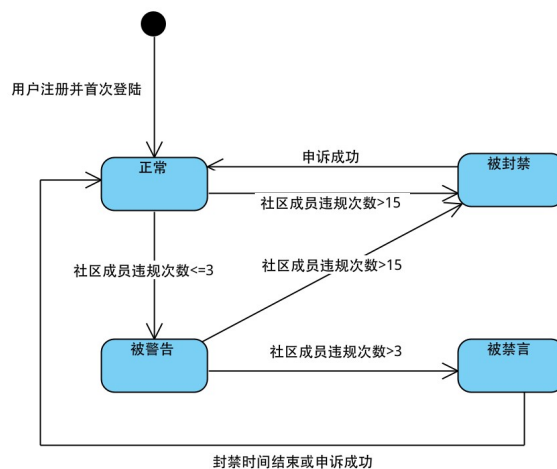 用户注册并首次登陆
正常
申诉成功
被封禁
社区成员违规次数>15
社区成员违规次数<=3
社区成员违规次数>15
被警告
社区成员违规次数>3
被禁言
封禁时间结束或申诉成功